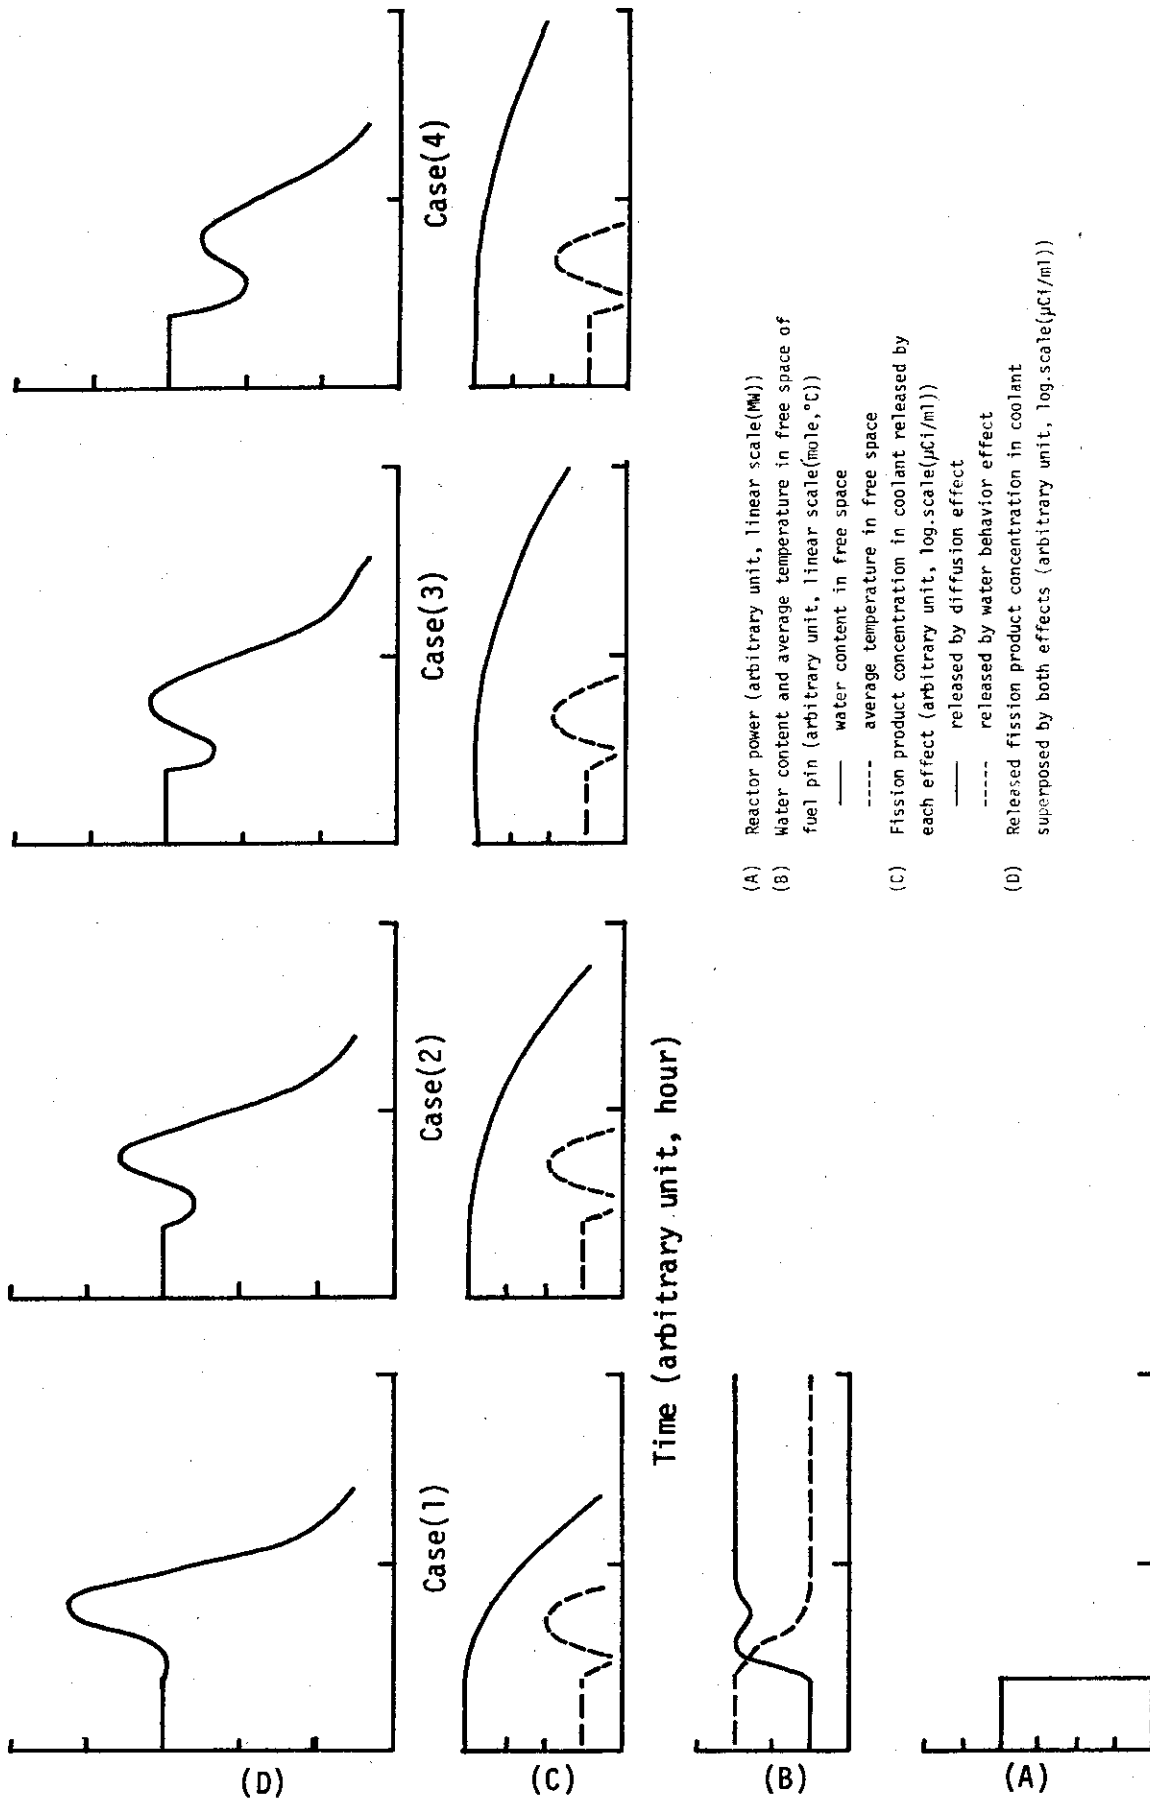 (D)
(C)
(B)
(A)
Case(1)
Case(2)
Case(3)
Case(4)
Time (arbitrary unit, hour)
(A) Reactor power (arbitrary unit, linear scale(MW))
(B) Water content and average temperature in free space of
fuel pin (arbitrary unit, linear scale(mole,°C))
water content in free space
average temperature in free space
(C) Fission product concentration in coolant released by
each effect (arbitrary unit, log.scale(μCi/ml))
released by diffusion effect
released by water behavior effect
(D) Released fission product concentration in coolant
superposed by both effects (arbitrary unit, log.scale(μCi/ml))